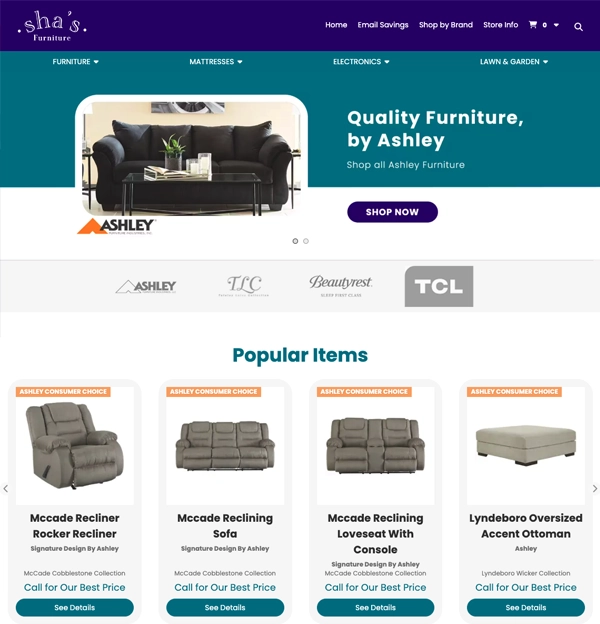 sha's
Furniture
Home Email Savings Shop by Brand Store Info 0
FURNITURE MATTRESSES ELECTRONICS LAWN & GARDEN
Quality Furniture,
by Ashley
Shop all Ashley Furniture
SHOP NOW
ASHLEY
ASHLEY TLC Beautyrest TCL
SLEEP FIRST CLASS
Popular Items
ASHLEY CONSUMER CHOICE ASHLEY CONSUMER CHOICE ASHLEY CONSUMER CHOICE ASHLEY CONSUMER CHOICE
Mccade Recliner
Rocker Recliner
Signature Design By Ashley
McCade Cobblestone Collection
Call for Our Best Price
See Details
Mccade Reclining
Sofa
Signature Design By Ashley
McCade Cobblestone Collection
Call for Our Best Price
See Details
Mccade Reclining
Loveseat With
Console
Signature Design By Ashley
McCade Cobblestone Collection
Call for Our Best Price
See Details
Lyndeboro Oversized
Accent Ottoman
Ashley
Lyndeboro Wicker Collection
Call for Our Best Price
See Details